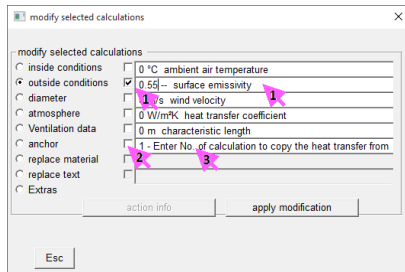 modify selected calculations
modify selected calculations
inside conditions
0 °C ambient air temperature
outside conditions
0.55 -- surface emissivity
1
diameter
1
/s wind velocity
atmosphere
0 W/m²K heat transfer coefficient
Ventilation data
0 m characteristic length
anchor
1 - Enter No. of calculation to copy the heat transfer from
replace material
2
3
replace text
Extras
action info
apply modification
Esc